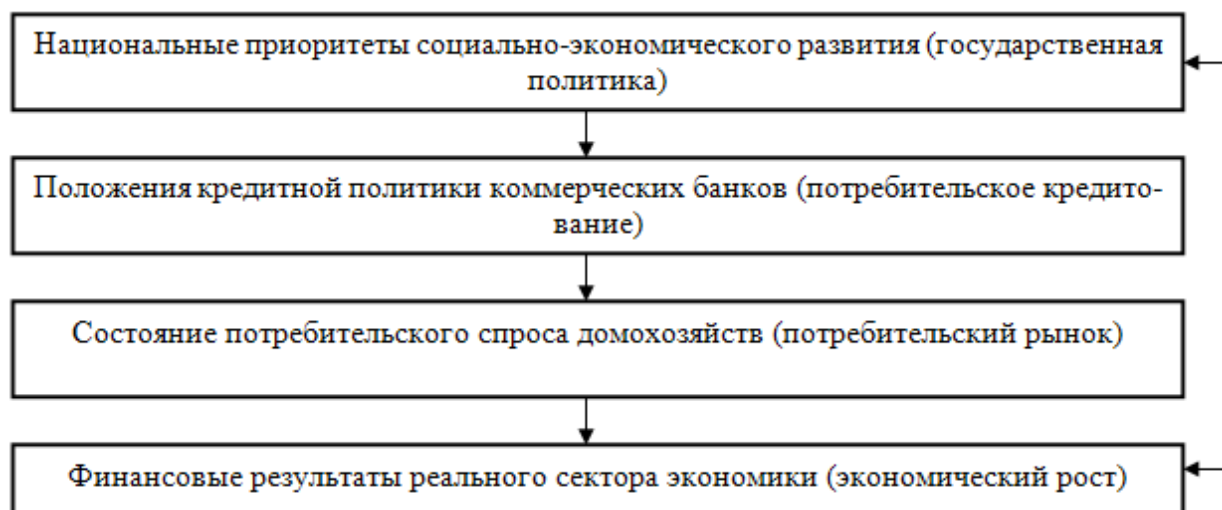 Национальные приоритеты социально-экономического развития (государственная
политика)
Положения кредитной политики коммерческих банков (потребительское кредито-
вание)
Состояние потребительского спроса домохозяйств (потребительский рынок)
Финансовые результаты реального сектора экономики (экономический рост)